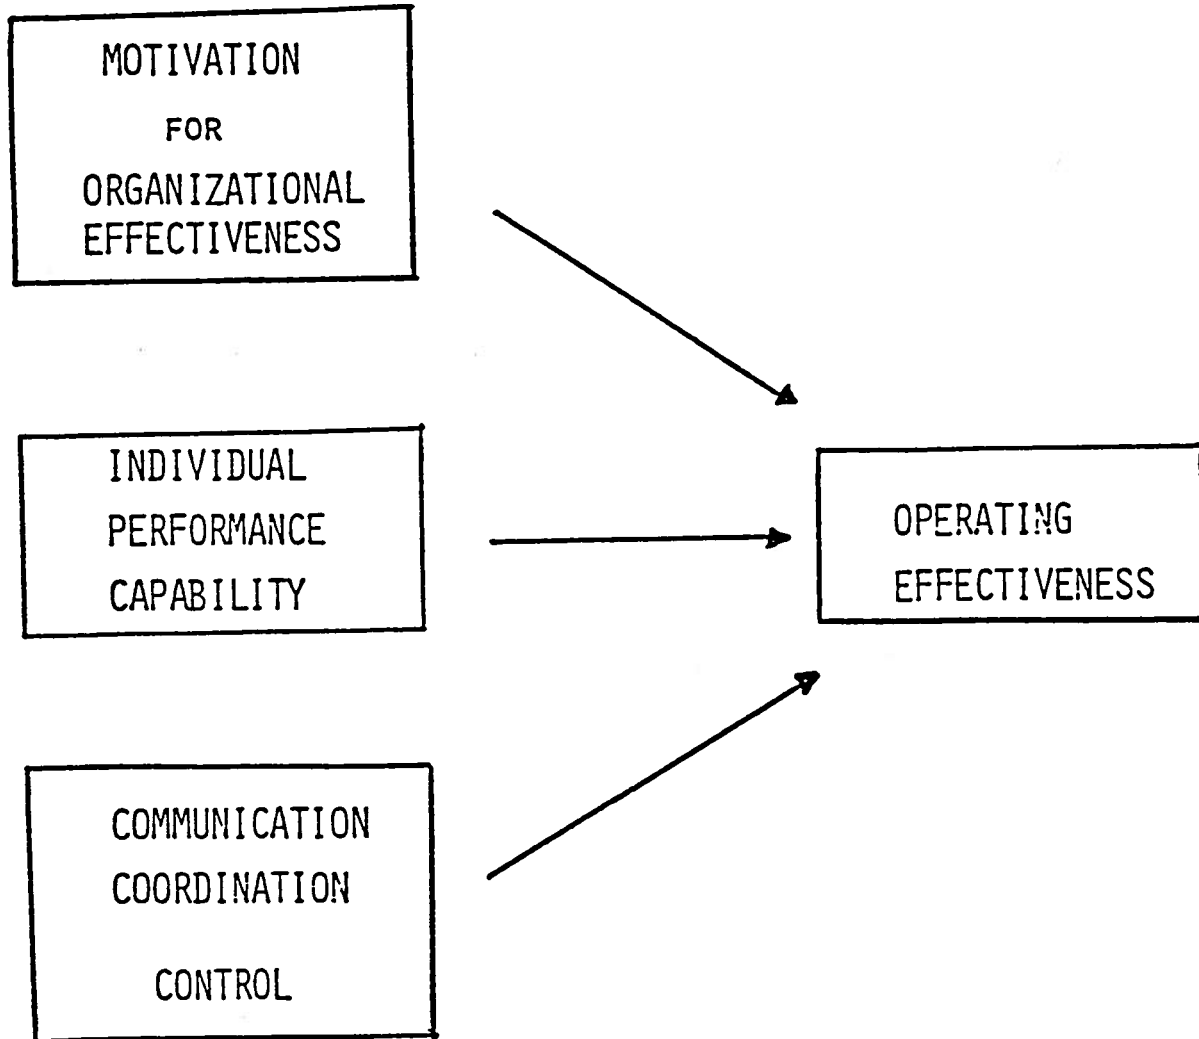 MOTIVATION
FOR
ORGANIZATIONAL
EFFECTIVENESS
INDIVIDUAL
PERFORMANCE
CAPABILITY
OPERATING
EFFECTIVENESS
COMMUNICATION
COORDINATION
CONTROL